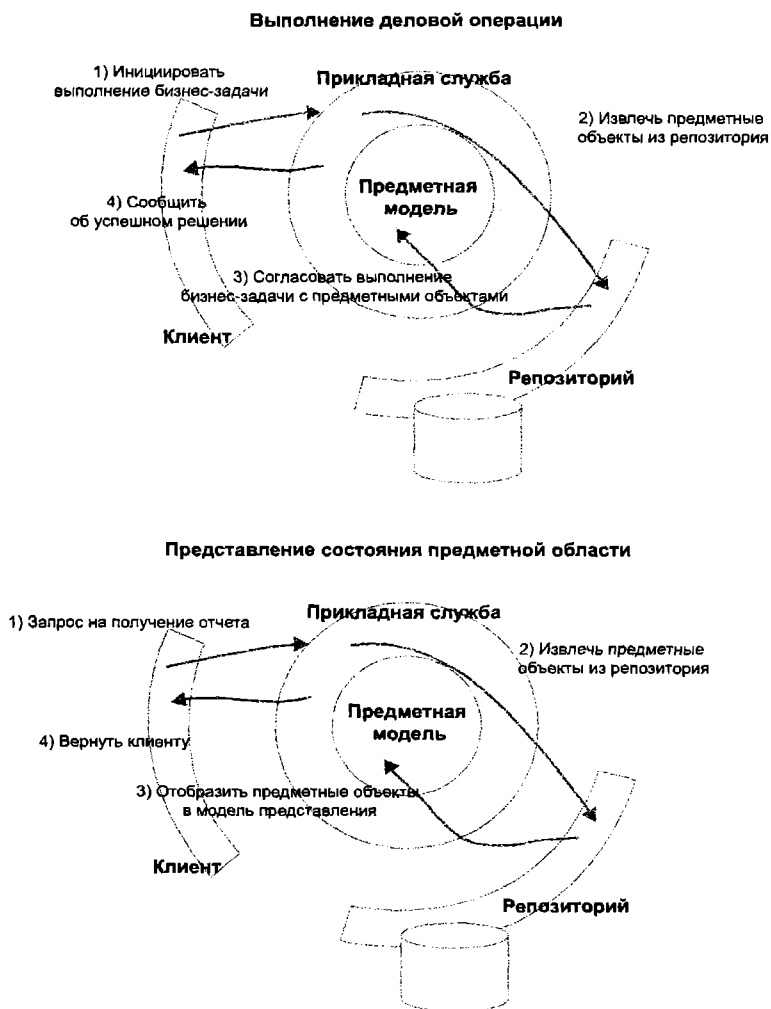 Выполнение деловой операции
1) Инициировать
выполнение бизнес-задачи
Прикладная служба
2) Извлечь предметные
объекты из репозитория
Предметная
модель
4) Сообщить
об успешном решении
3) Согласовать выполнение
бизнес-задачи с предметными объектами
Клиент
Репозиторий
Представление состояния предметной области
1) Запрос на получение отчета
Прикладная служба
2) Извлечь предметные
объекты из репозитория
Предметная
модель
4) Вернуть клиенту
3) Отобразить предметные объекты
в модель представления
Клиент
Репозиторий